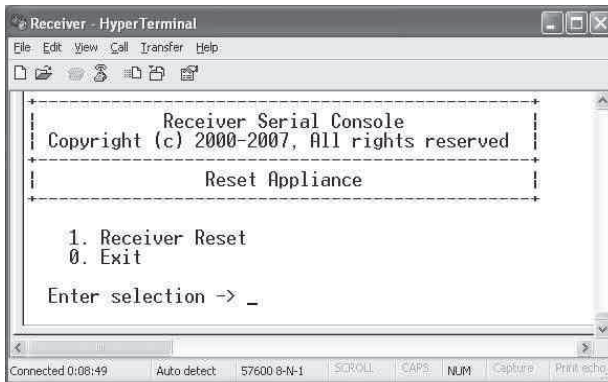 Receiver - HyperTerminal
File Edit View Call Transfer Help
Receiver Serial Console
Copyright (c) 2000-2007, All rights reserved
Reset Appliance
1. Receiver Reset
0. Exit
Enter selection -> _
Connected 0:08:49 Auto detect 57600 8-N-1 SCROLL CAPS NUM Capture Print echo